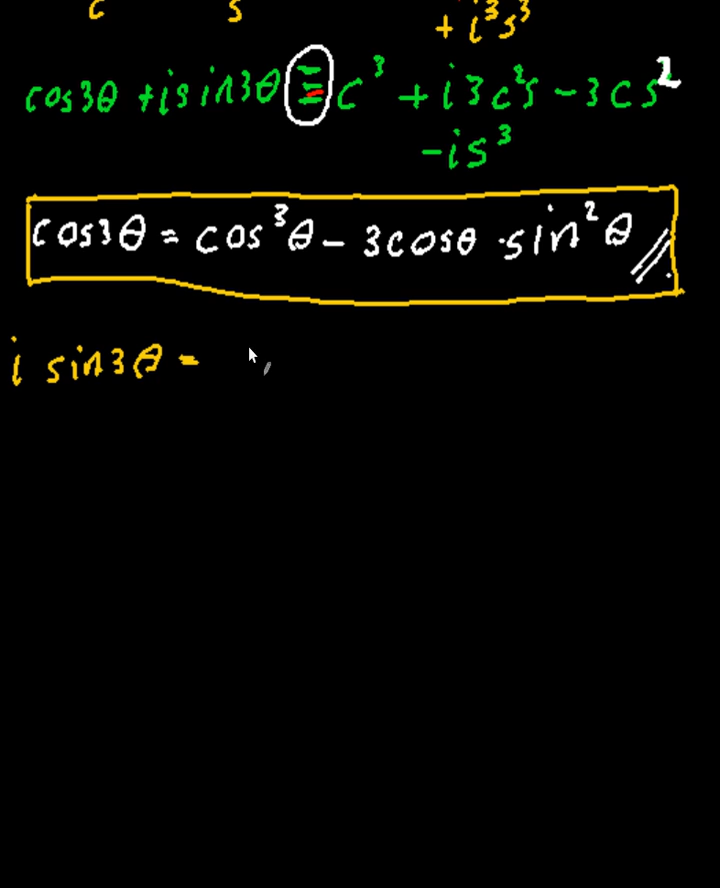 c s + i³s³
cos3θ + i sin3θ ≡ c³ + i3c²s - 3cs²
- is³
cos3θ = cos³θ - 3cosθ · sin²θ //
i sin3θ =